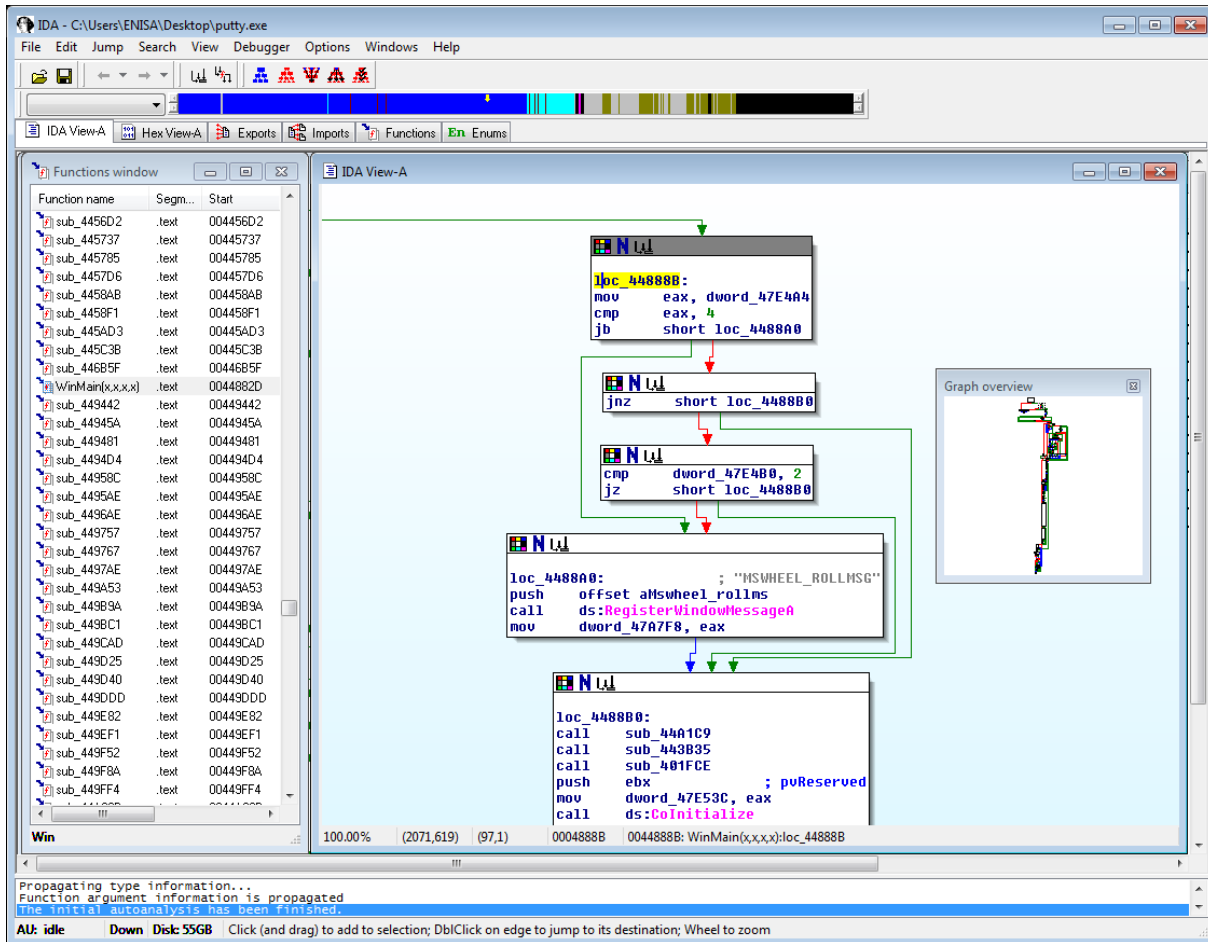 IDA - C:\Users\ENISA\Desktop\putty.exe
File Edit Jump Search View Debugger Options Windows Help
IDA View-A Hex View-A Exports Imports Functions En Enums
Functions window
Function name Segm... Start
sub_4456D2 .text 004456D2
sub_445737 .text 00445737
sub_445785 .text 00445785
sub_4457D6 .text 004457D6
sub_4458AB .text 004458AB
sub_4458F1 .text 004458F1
sub_445AD3 .text 00445AD3
sub_445C3B .text 00445C3B
sub_446B5F .text 00446B5F
WinMain(x,x,x,x) .text 0044882D
sub_449442 .text 00449442
sub_44945A .text 0044945A
sub_449481 .text 00449481
sub_4494D4 .text 004494D4
sub_44958C .text 0044958C
sub_4495AE .text 004495AE
sub_4496AE .text 004496AE
sub_449757 .text 00449757
sub_449767 .text 00449767
sub_4497AE .text 004497AE
sub_449A53 .text 00449A53
sub_449B9A .text 00449B9A
sub_449BC1 .text 00449BC1
sub_449CAD .text 00449CAD
sub_449D25 .text 00449D25
sub_449D40 .text 00449D40
sub_449DDD .text 00449DDD
sub_449E82 .text 00449E82
sub_449EF1 .text 00449EF1
sub_449F52 .text 00449F52
sub_449F8A .text 00449F8A
sub_449FF4 .text 00449FF4
Win
IDA View-A
N
loc_44888B:
mov eax, dword_47E4A4
cmp eax, 4
jb short loc_4488A0
N
jnz short loc_4488B0
N
cmp dword_47E4B0, 2
jz short loc_4488B0
N
loc_4488A0: ; "MSWHEEL_ROLLMSG"
push offset aMswheel_rollms
call ds:RegisterWindowMessageA
mov dword_47A7F8, eax
N
loc_4488B0:
call sub_44A1C9
call sub_443B35
call sub_401FCE
push ebx ; pvReserved
mov dword_47E53C, eax
call ds:CoInitialize
Graph overview
100.00% (2071,619) (97,1) 0004888B 0044888B: WinMain(x,x,x,x):loc_44888B
Propagating type information...
Function argument information is propagated
The initial autoanalysis has been finished.
AU: idle Down Disk: 55GB Click (and drag) to add to selection; DblClick on edge to jump to its destination; Wheel to zoom